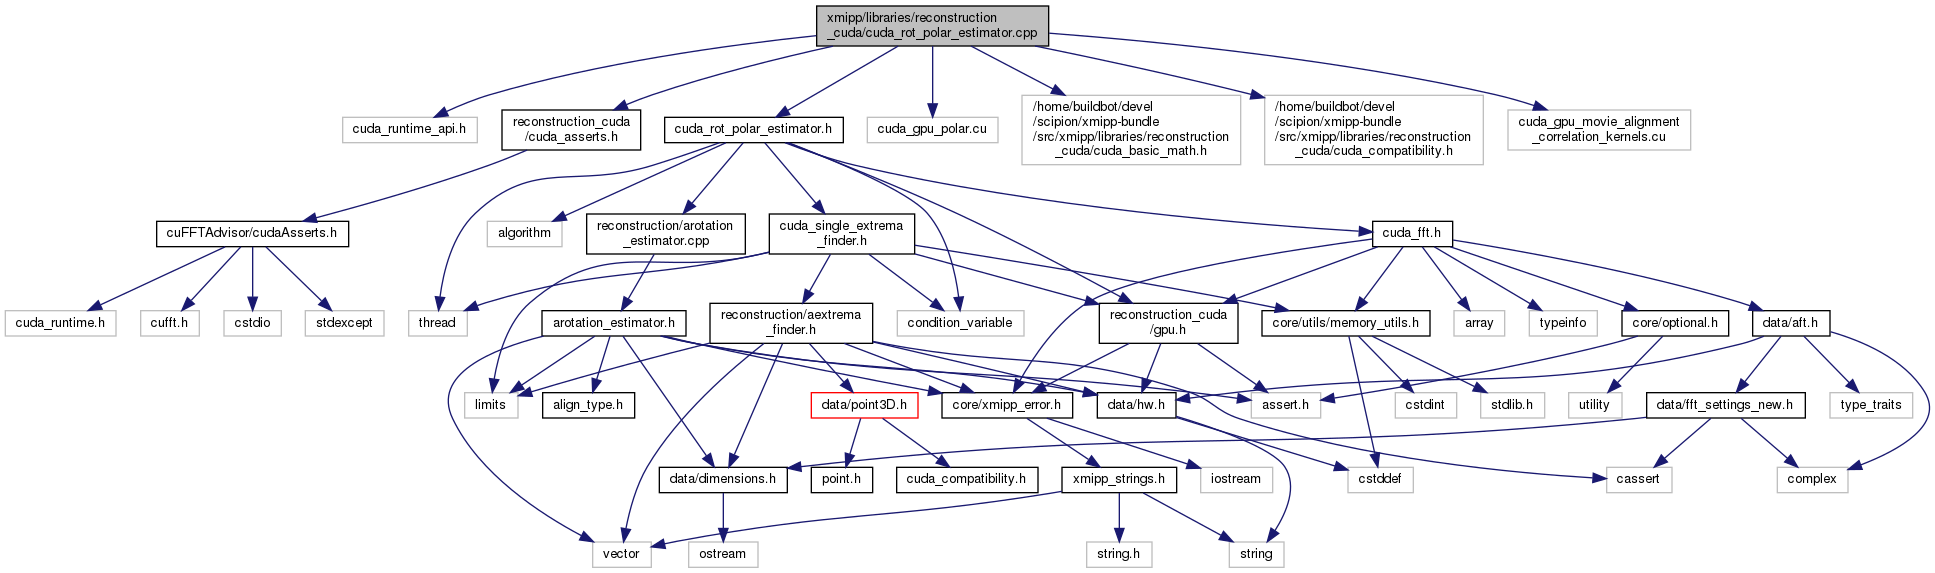 xmipp/libraries/reconstruction
_cuda/cuda_rot_polar_estimator.cpp
cuda_runtime_api.h
reconstruction_cuda
/cuda_asserts.h
cuda_rot_polar_estimator.h
cuda_gpu_polar.cu
/home/buildbot/devel
/scipion/xmipp-bundle
/src/xmipp/libraries/reconstruction
_cuda/cuda_basic_math.h
/home/buildbot/devel
/scipion/xmipp-bundle
/src/xmipp/libraries/reconstruction
_cuda/cuda_compatibility.h
cuda_gpu_movie_alignment
_correlation_kernels.cu
cuFFTAdvisor/cudaAsserts.h
algorithm
reconstruction/arotation
_estimator.cpp
cuda_single_extrema
_finder.h
cuda_fft.h
cuda_runtime.h
cufft.h
cstdio
stdexcept
thread
arotation_estimator.h
reconstruction/aextrema
_finder.h
condition_variable
reconstruction_cuda
/gpu.h
core/utils/memory_utils.h
array
typeinfo
core/optional.h
data/aft.h
limits
align_type.h
data/point3D.h
core/xmipp_error.h
data/hw.h
assert.h
cstdint
stdlib.h
utility
data/fft_settings_new.h
type_traits
data/dimensions.h
point.h
cuda_compatibility.h
xmipp_strings.h
iostream
cstddef
cassert
complex
vector
ostream
string.h
string